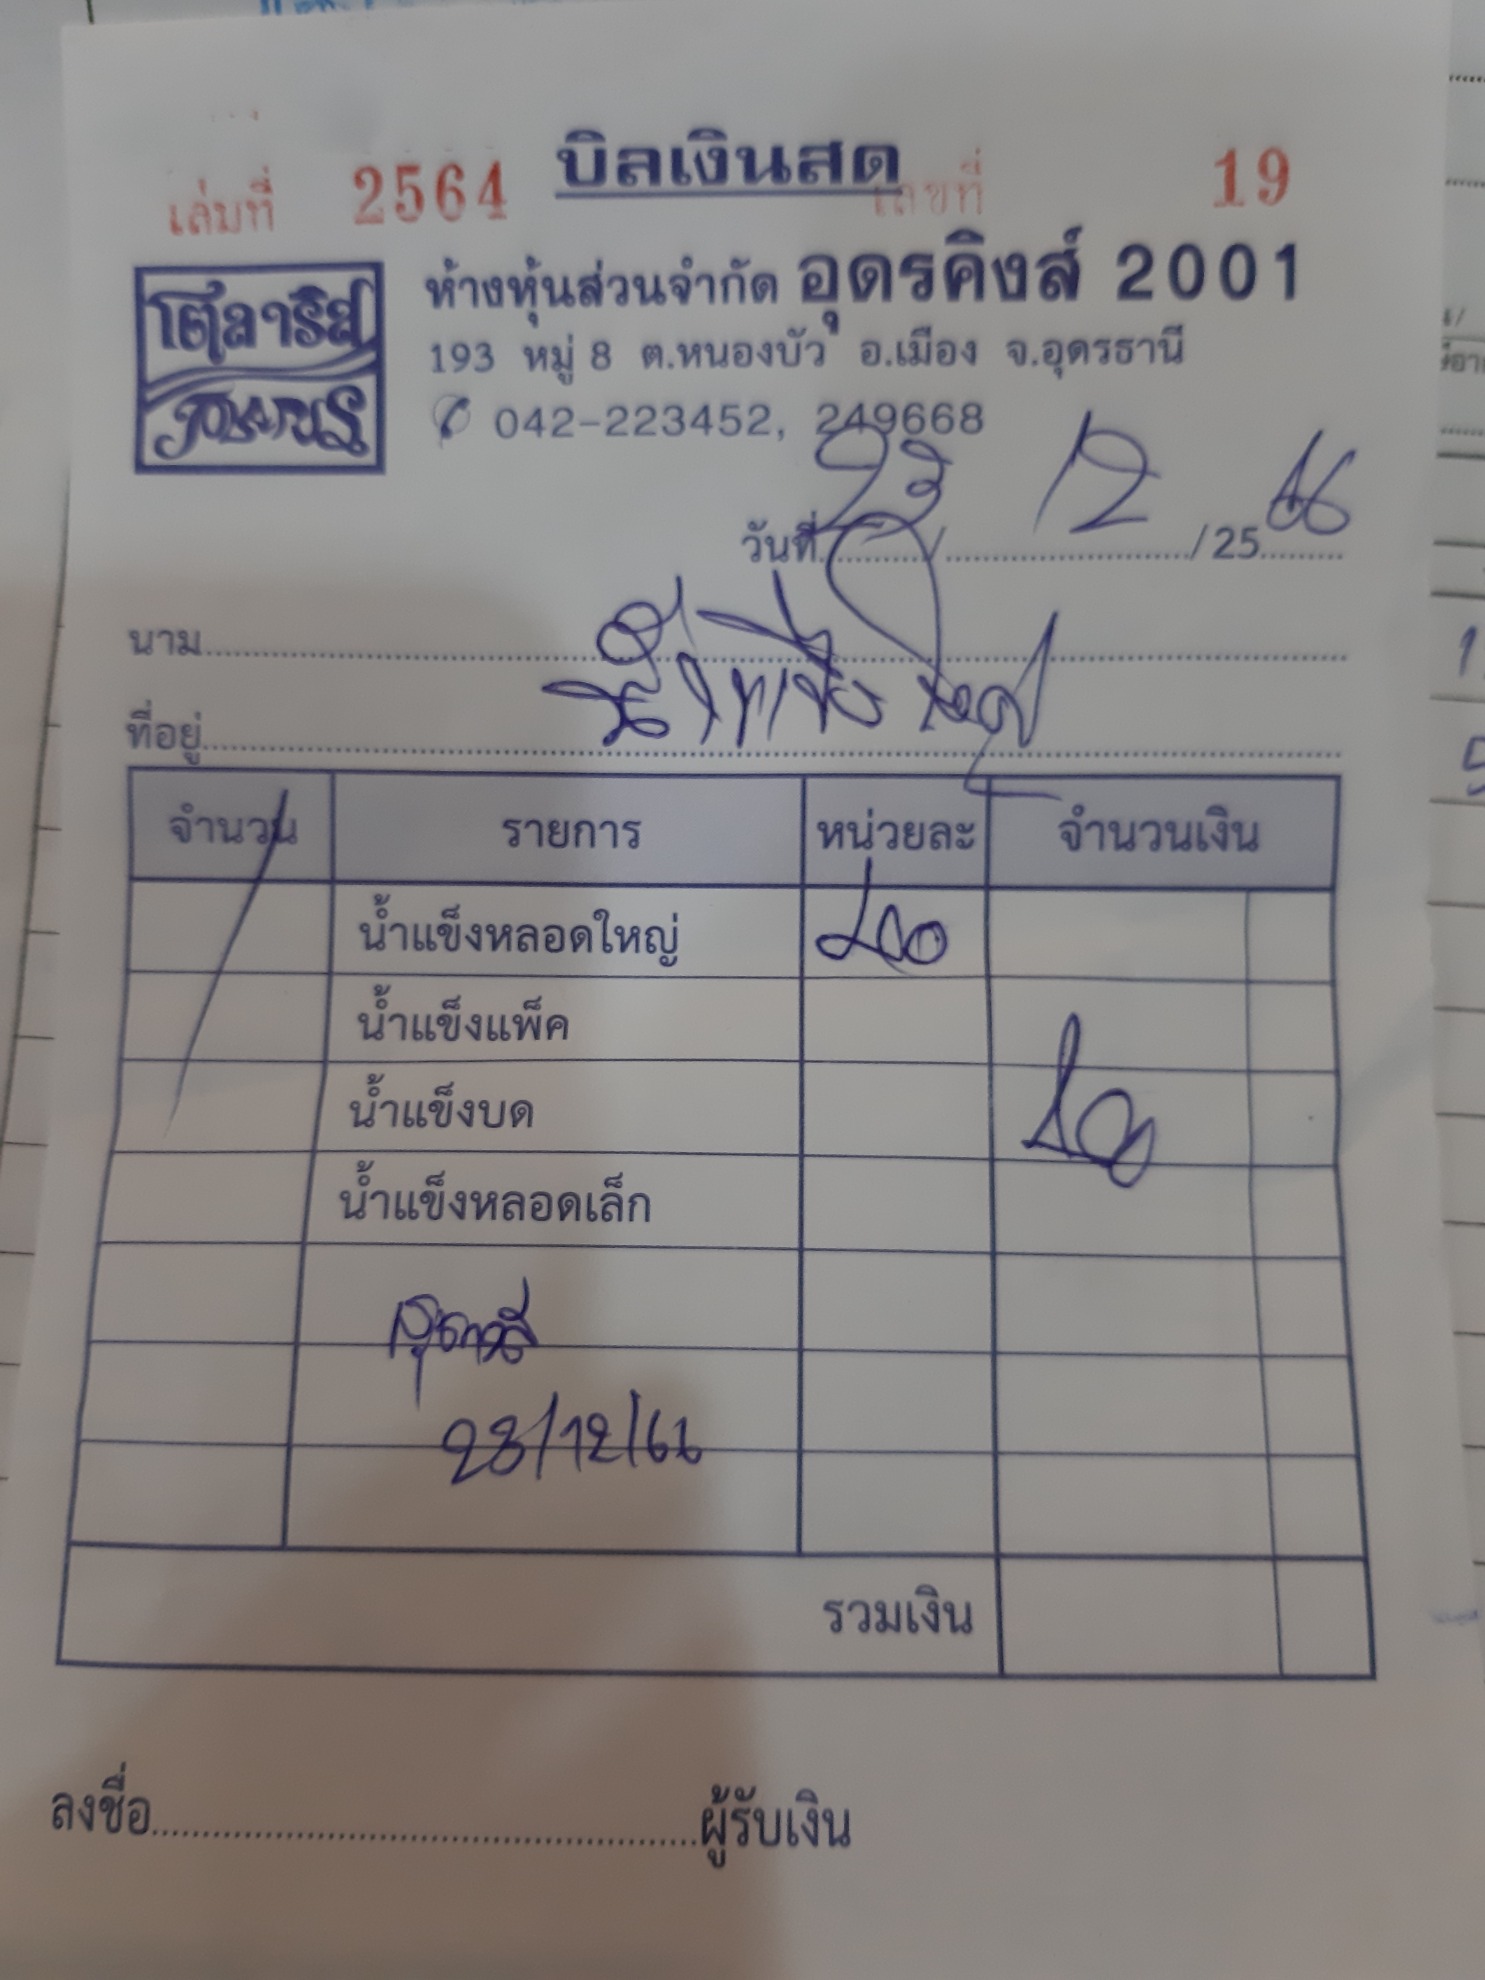 บิลเงินสด
เล่มที่ 2564 เลขที่ 19
ห้างหุ้นส่วนจำกัด อุดรคิงส์ 2001
193 หมู่ 8 ต.หนองบัว อ.เมือง จ.อุดรธานี
042-223452, 249668
วันที่ 23 / 12 / 25 66
นาม
ที่อยู่
จำนวน รายการ หน่วยละ จำนวนเงิน
น้ำแข็งหลอดใหญ่
น้ำแข็งแพ็ค
น้ำแข็งบด
น้ำแข็งหลอดเล็ก
23/12/66
รวมเงิน
ลงชื่อ ผู้รับเงิน